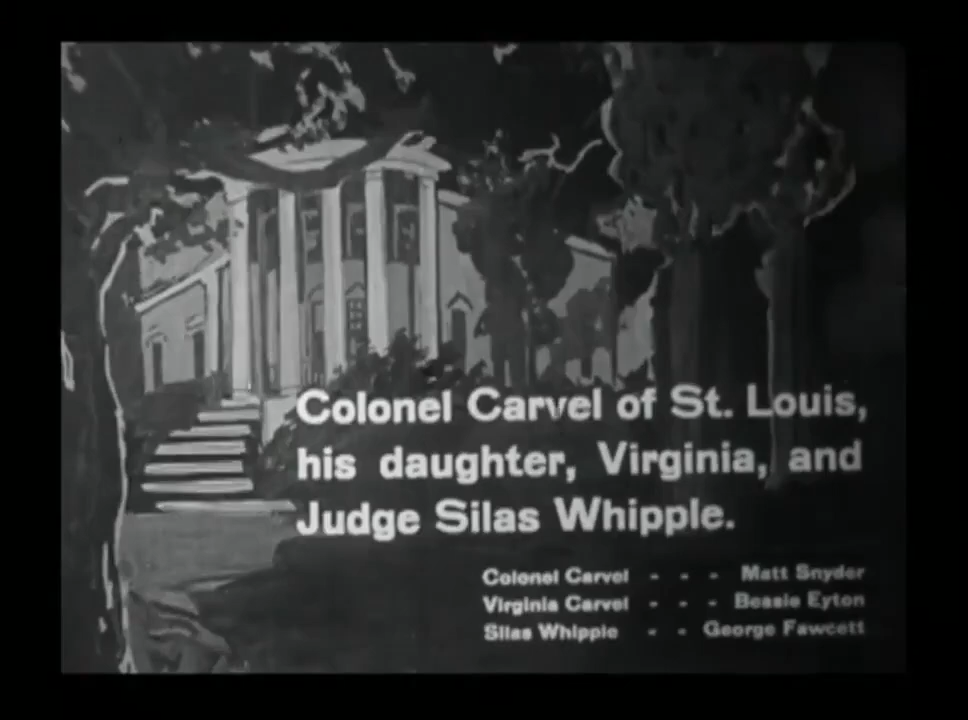 Colonel Carvel of St. Louis,
his daughter, Virginia, and
Judge Silas Whipple.
Colonel Carvel - - - Matt Snyder
Virginia Carvel - - - Bessie Eyton
Silas Whipple - - George Fawcett